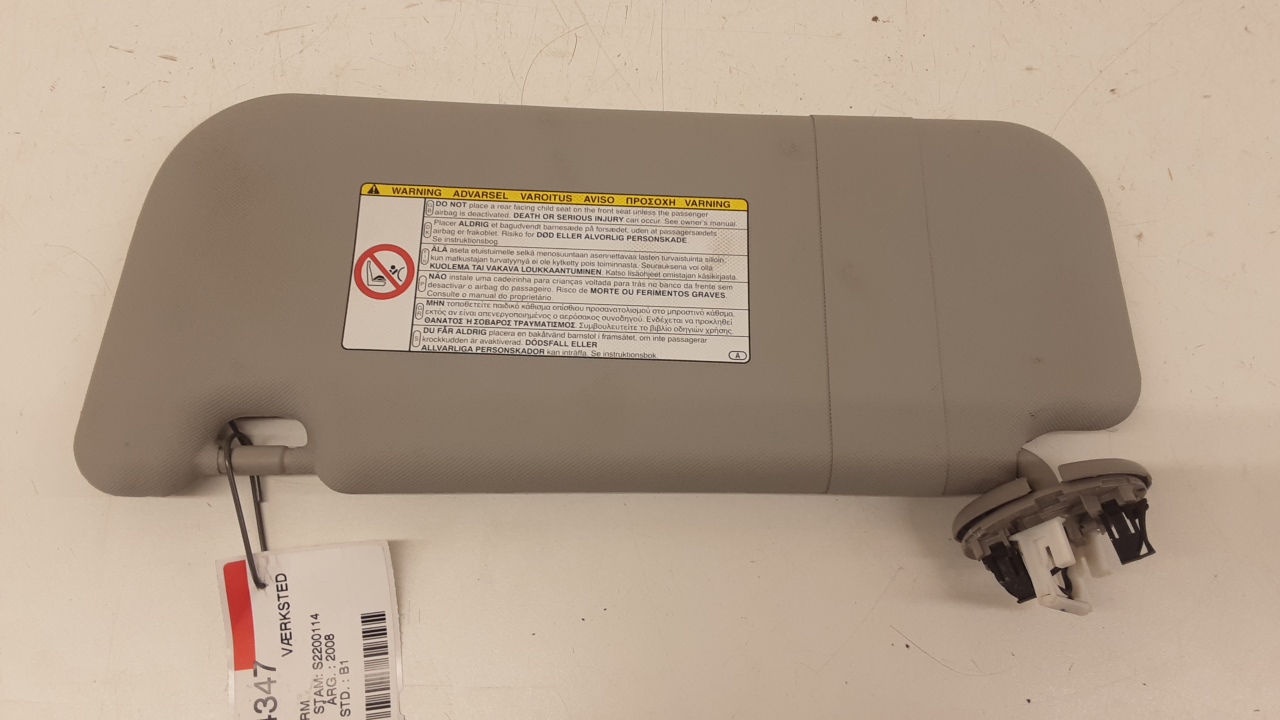 WARNING ADVARSEL VAROITUS AVISO ΠΡΟΣΟΧΗ VARNING
DO NOT place a rear facing child seat on the front seat unless the passenger
airbag is deactivated. DEATH OR SERIOUS INJURY can occur. See owner's manual.
Placer ALDRIG et bagudvendt barnesæde på forsædet, uden at passagersædets
airbag er frakoblet. Risiko for DØD ELLER ALVORLIG PERSONSKADE.
Se instruktionsbog.
ÄLÄ aseta etuistuimelle selkä menosuuntaan asennettavaa lasten turvaistuinta silloin,
kun matkustajan turvatyynyä ei ole kytketty pois toiminnasta. Seurauksena voi olla
KUOLEMA TAI VAKAVA LOUKKAANTUMINEN. Katso lisäohjeet omistajan käsikirjasta.
NÃO instale uma cadeirinha para crianças voltada para trás no banco da frente sem
desactivar o airbag do passageiro. Risco de MORTE OU FERIMENTOS GRAVES.
Consulte o manual do proprietário.
ΜΗΝ τοποθετείτε παιδικό κάθισμα οπίσθιου προσανατολισμού στο μπροστινό κάθισμα,
εκτός αν είναι απενεργοποιημένος ο αερόσακος συνοδηγού. Ενδέχεται να προκληθεί
ΘΑΝΑΤΟΣ Ή ΣΟΒΑΡΟΣ ΤΡΑΥΜΑΤΙΣΜΟΣ. Συμβουλευτείτε το βιβλίο οδηγιών χρήσης.
DU FÅR ALDRIG placera en bakåtvänd barnstol i framsätet, om inte passagerar
krockkudden är avaktiverad. DÖDSFALL ELLER
ALLVARLIGA PERSONSKADOR kan inträffa. Se instruktionsbok.
A
4347
VÆRKSTED
RM
STAM: S2200114
ÅRG. : 2008
STD. : B1